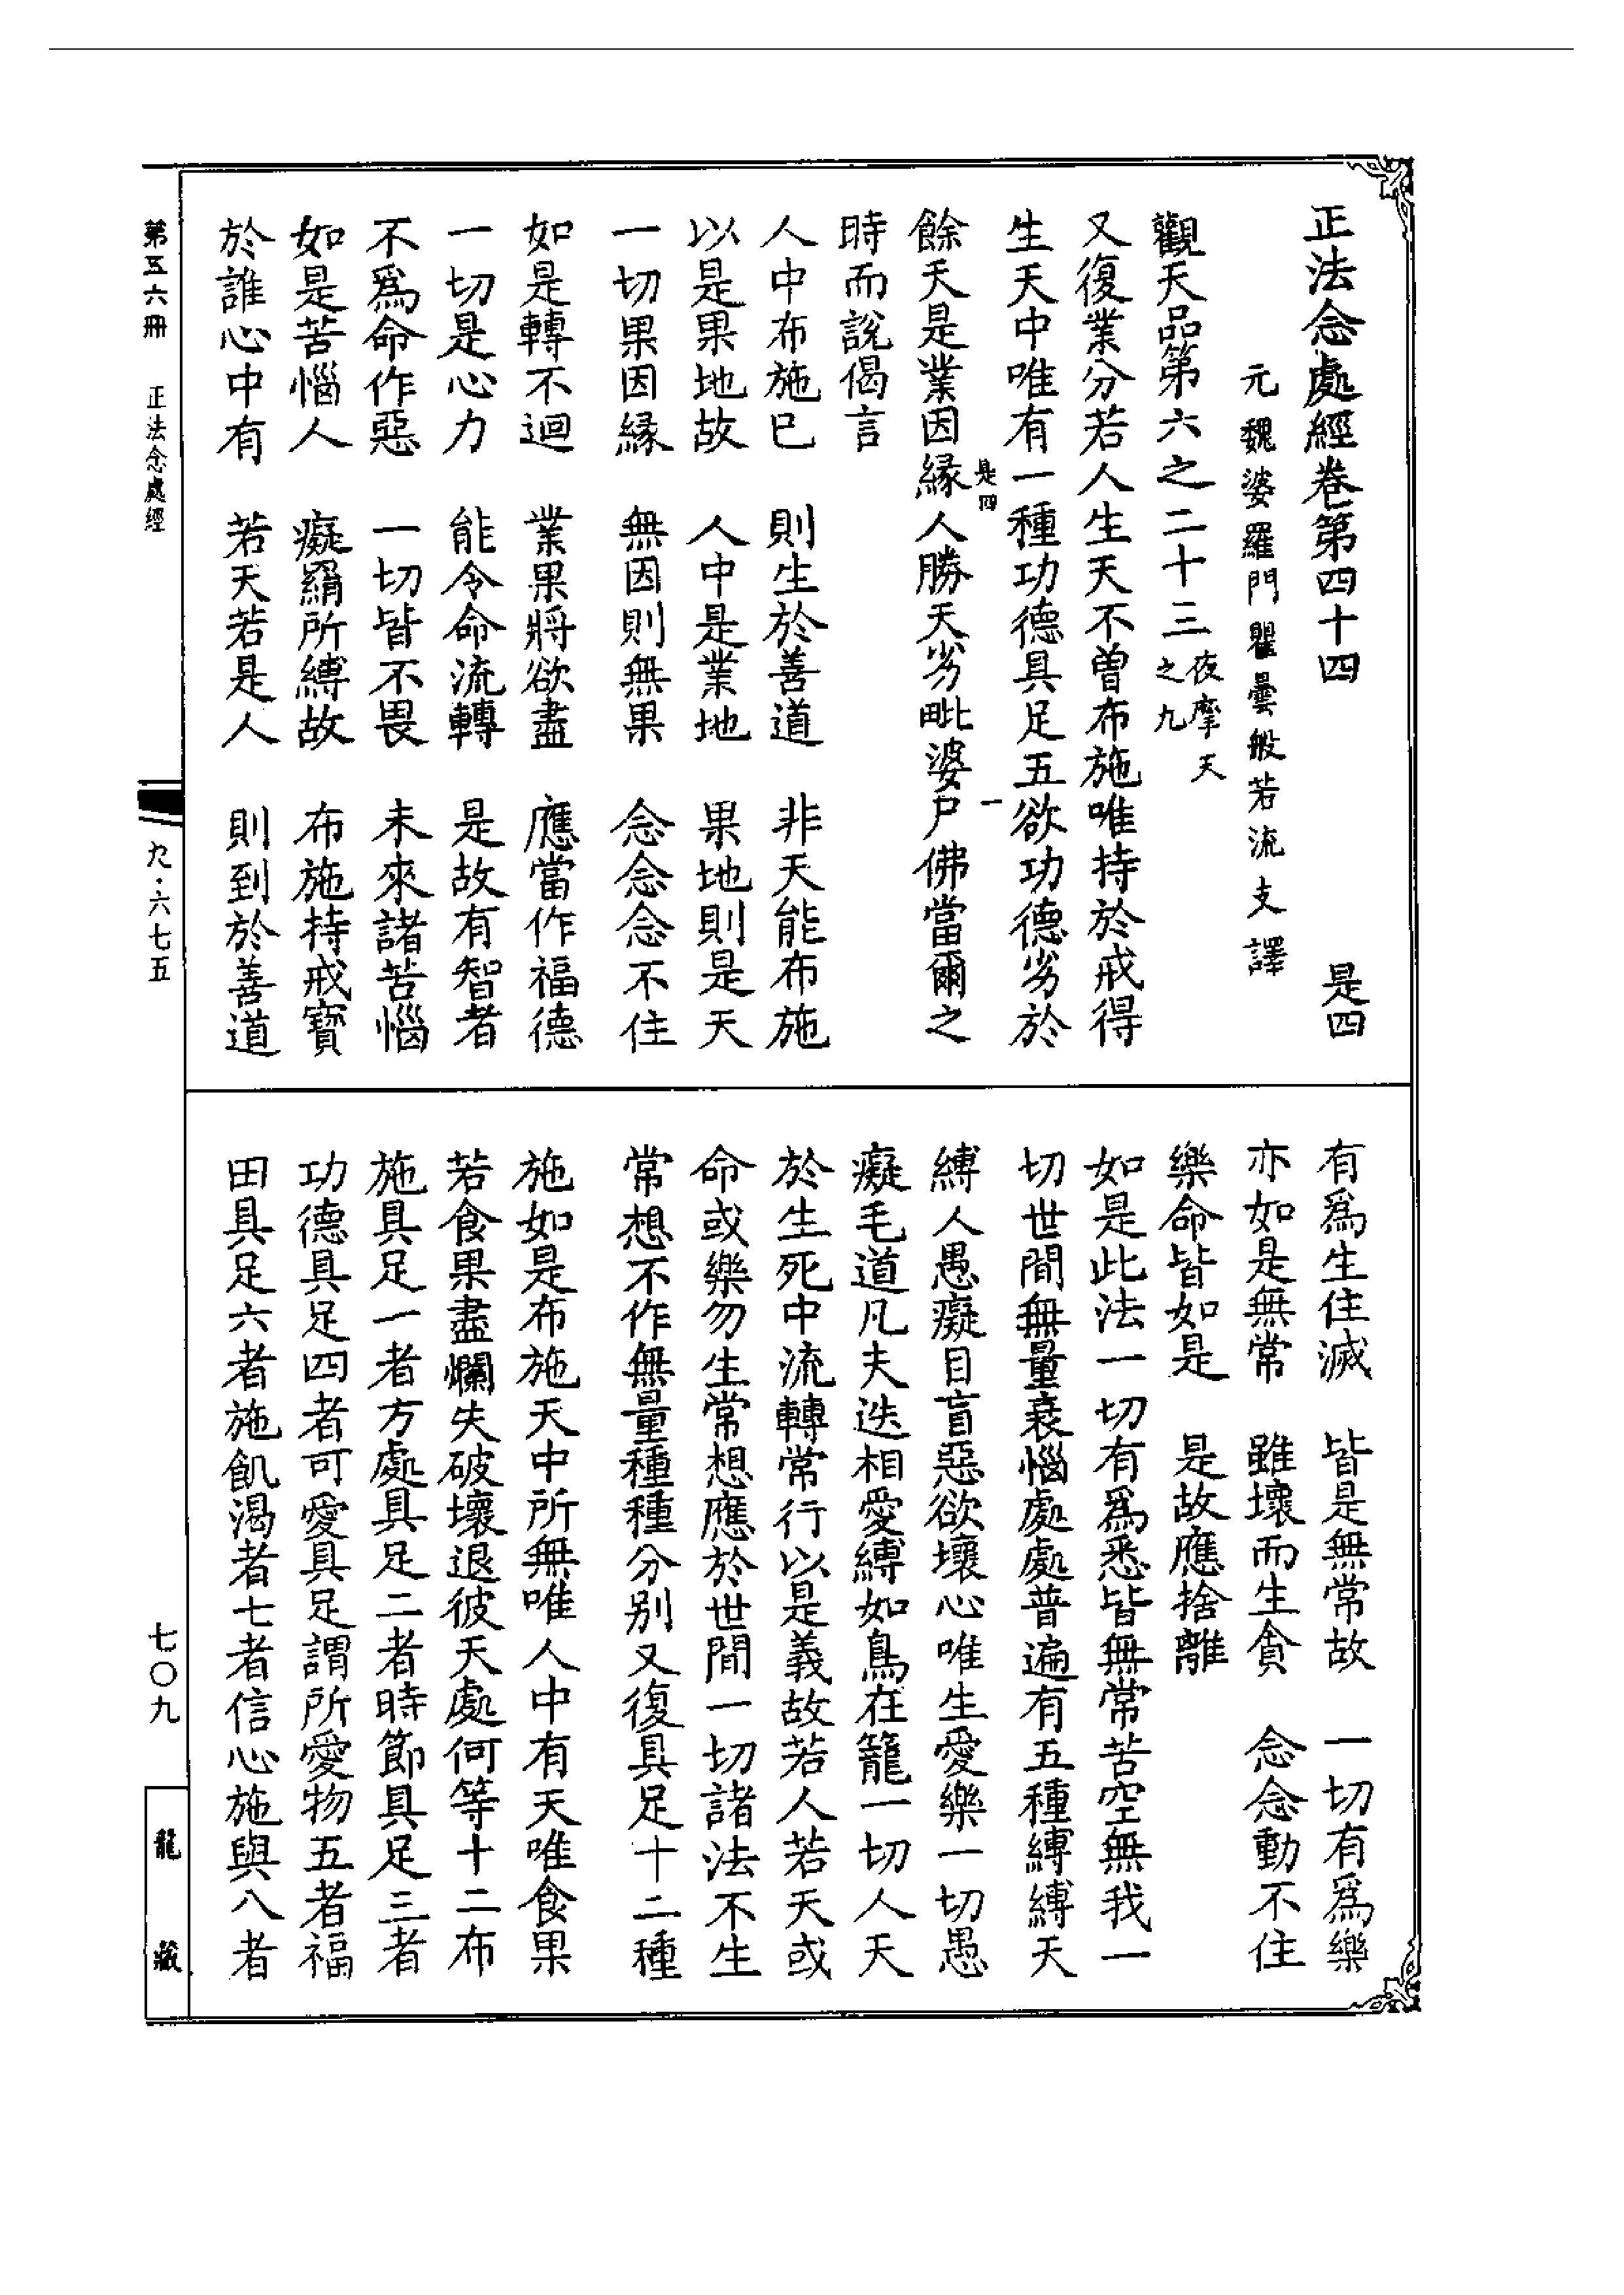 正法念處經卷第四十四　是四
元魏婆羅門瞿曇般若流支譯
觀天品第六之二十三夜摩天之九
又復業分若人生天不曾布施唯持於戒得
生天中唯有一種功德具足五欲功德劣於
餘天是業因緣人勝天劣毗婆尸佛當爾之
是四　一
時而說偈言
人中布施已　則生於善道　非天能布施
以是果地故　人中是業地　果地則是天
一切果因緣　無因則無果　念念念不住
如是轉不迴　業果將欲盡　應當作福德
一切是心力　能令命流轉　是故有智者
不爲命作惡　一切皆不畏　未來諸苦惱
如是苦惱人　癡羂所縛故　布施持戒寶
於誰心中有　若天若是人　則到於善道
有爲生住滅　皆是無常故　一切有爲樂
亦如是無常　雖壞而生貪　念念動不住
樂命皆如是　是故應捨離
如是此法一切有爲悉皆無常苦空無我一
切世間無量衰惱處處普遍有五種縛縛天
縛人愚癡目盲惡欲壞心唯生愛樂一切愚
癡毛道凡夫迭相愛縛如鳥在籠一切人天
於生死中流轉常行以是義故若人若天或
命或樂勿生常想應於世間一切諸法不生
常想不作無量種種分別又復具足十二種
施如是布施天中所無唯人中有天唯食果
若食果盡爛失破壞退彼天處何等十二布
施具足一者方處具足二者時節具足三者
功德具足四者可愛具足謂所愛物五者福
田具足六者施飢渴者七者信心施與八者
第五六冊　正法念處經
九·六七五
七〇九
龍藏